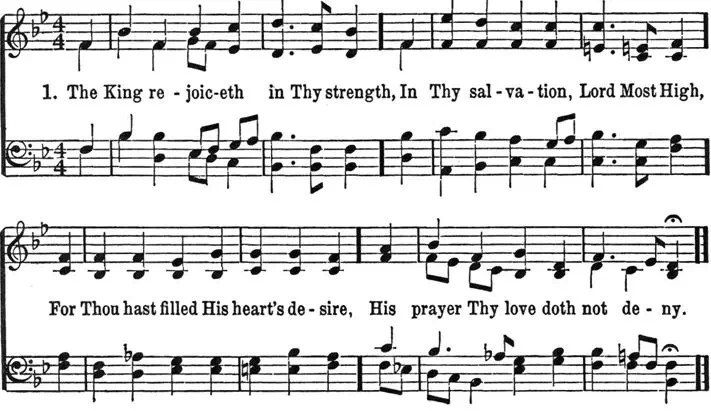 1. The King re - joic-eth in Thy strength, In Thy sal - va - tion, Lord Most High,
For Thou hast filled His heart's de - sire, His prayer Thy love doth not de - ny.